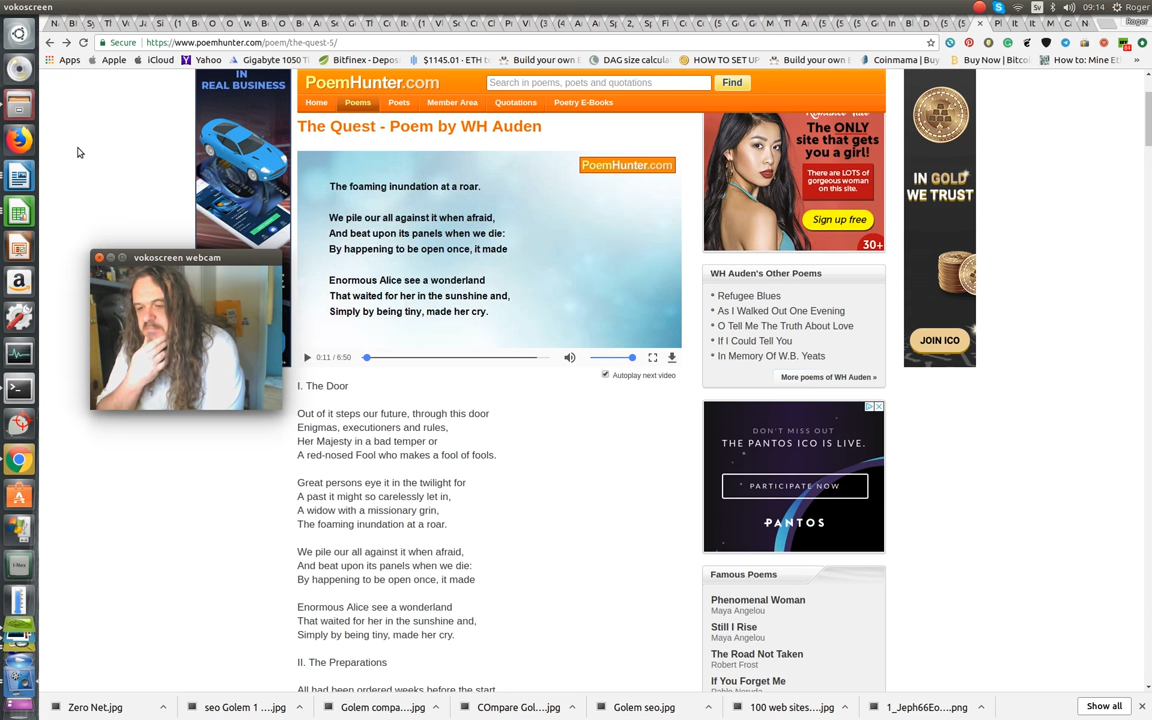 vokoscreen
Sv
09:14
Roger
Roger
Secure
https://www.poemhunter.com/poem/the-quest-5/
Apps
Apple
iCloud
Yahoo
Gigabyte 1050 T
Bitfinex - Depos
$1145.01 - ETH t
Build your own
DAG size calcula
HOW TO SET UP
Build your own
Coinmama | Buy
Buy Now | Bitco
How to: Mine Et
IN
REAL BUSINESS
PoemHunter.com
Search in poems, poets and quotations
Find
Home
Poems
Poets
Member Area
Quotations
Poetry E-Books
The Quest - Poem by WH Auden
PoemHunter.com
The foaming inundation at a roar.
We pile our all against it when afraid,
And beat upon its panels when we die:
By happening to be open once, it made
Enormous Alice see a wonderland
That waited for her in the sunshine and,
Simply by being tiny, made her cry.
0:11 / 6:50
Autoplay next video
vokoscreen webcam
I. The Door
Out of it steps our future, through this door
Enigmas, executioners and rules,
Her Majesty in a bad temper or
A red-nosed Fool who makes a fool of fools.
Great persons eye it in the twilight for
A past it might so carelessly let in,
A widow with a missionary grin,
The foaming inundation at a roar.
We pile our all against it when afraid,
And beat upon its panels when we die:
By happening to be open once, it made
Enormous Alice see a wonderland
That waited for her in the sunshine and,
Simply by being tiny, made her cry.
II. The Preparations
All had been ordered weeks before the start
The ONLY
site that gets
you a girl!
There are LOTS of
gorgeous woman
on this site.
Sign up free
30+
WH Auden's Other Poems
Refugee Blues
As I Walked Out One Evening
O Tell Me The Truth About Love
If I Could Tell You
In Memory Of W.B. Yeats
More poems of WH Auden »
DON'T MISS OUT
THE PANTOS ICO IS LIVE.
PARTICIPATE NOW
PANTOS
Famous Poems
Phenomenal Woman
Maya Angelou
Still I Rise
Maya Angelou
The Road Not Taken
Robert Frost
If You Forget Me
Pablo Neruda
IN GOLD
WE TRUST
JOIN ICO
Zero Net.jpg
seo Golem 1 ....jpg
Golem compa....jpg
COmpare Gol....jpg
Golem seo.jpg
100 web sites....jpg
1_Jeph66Eo....png
Show all